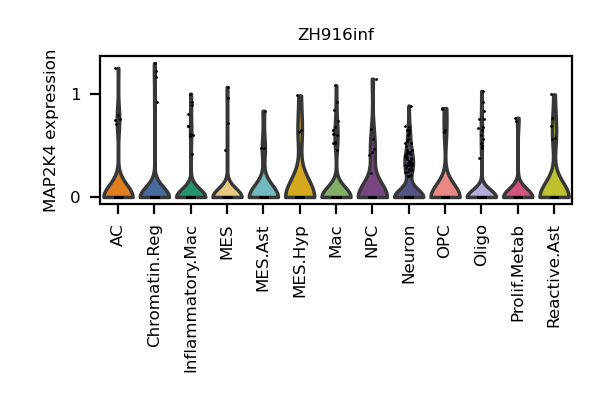 ZH916inf
MAP2K4 expression
1
0
AC
Chromatin.Reg
Inflammatory.Mac
MES
MES.Ast
MES.Hyp
Mac
NPC
Neuron
OPC
Oligo
Prolif.Metab
Reactive.Ast